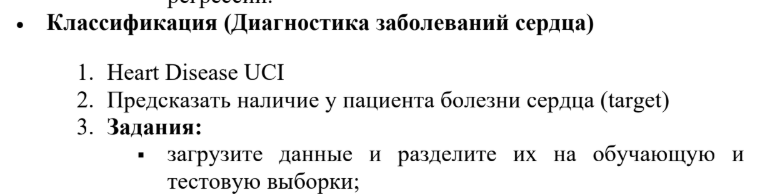 регрессии.
• Классификация (Диагностика заболеваний сердца)
1. Heart Disease UCI
2. Предсказать наличие у пациента болезни сердца (target)
3. Задания:
▪ загрузите данные и разделите их на обучающую и
тестовую выборки;